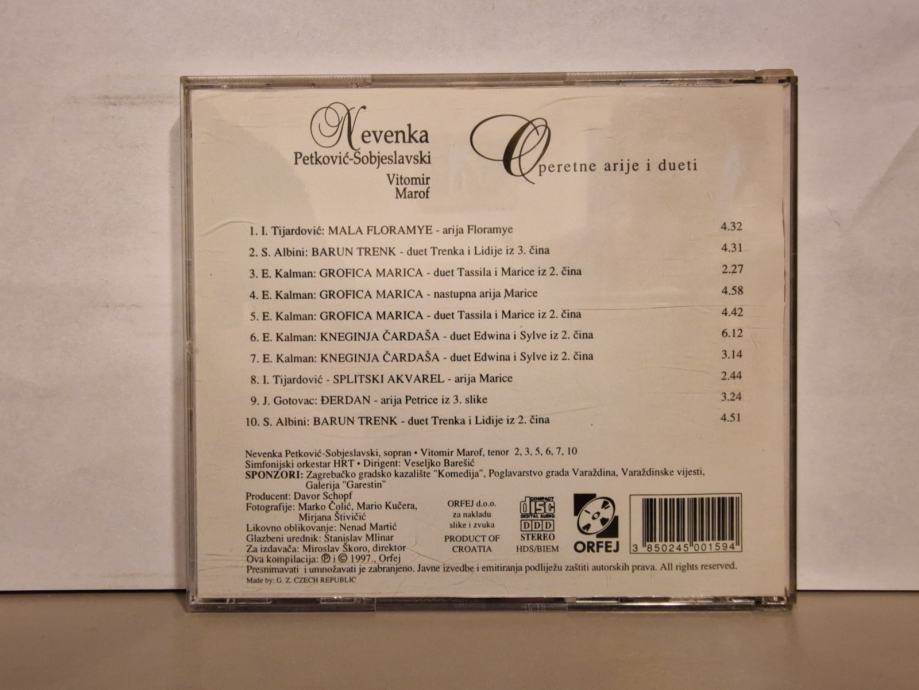 Nevenka
Petković-Šobjeslavski
Vitomir
Marof
Operetne arije i dueti
1. I. Tijardović: MALA FLORAMYE - arija Floramye 4.32
2. S. Albini: BARUN TRENK - duet Trenka i Lidije iz 3. čina 4.31
3. E. Kalman: GROFICA MARICA - duet Tassila i Marice iz 2. čina 2.27
4. E. Kalman: GROFICA MARICA - nastupna arija Marice 4.58
5. E. Kalman: GROFICA MARICA - duet Tassila i Marice iz 2. čina 4.42
6. E. Kalman: KNEGINJA ČARDAŠA - duet Edwina i Sylve iz 2. čina 6.12
7. E. Kalman: KNEGINJA ČARDAŠA - duet Edwina i Sylve iz 2. čina 3.14
8. I. Tijardović - SPLITSKI AKVAREL - arija Marice 2.44
9. J. Gotovac: ĐERDAN - arija Petrice iz 3. slike 3.24
10. S. Albini: BARUN TRENK - duet Trenka i Lidije iz 2. čina 4.51
Nevenka Petković-Sobjeslavski, sopran • Vitomir Marof, tenor 2, 3, 5, 6, 7, 10
Simfonijski orkestar HRT • Dirigent: Veseljko Barešić
SPONZORI: Zagrebačko gradsko kazalište "Komedija", Poglavarstvo grada Varaždina, Varaždinske vijesti,
Galerija "Garestin"
Producent: Davor Schopf
Fotografije: Marko Čolić, Mario Kučera,
Mirjana Štivičić
Likovno oblikovanje: Nenad Martić
Glazbeni urednik: Stanislav Mlinar
Za izdavača: Miroslav Škoro, direktor
Ova kompilacija: ℗ i © 1997., Orfej
Presnimavati i umnožavati je zabranjeno. Javne izvedbe i emitiranja podliježu zaštiti autorskih prava. All rights reserved.
Made by: G. Z. CZECH REPUBLIC
ORFEJ d.o.o.
za nakladu
slike i zvuka
PRODUCT OF
CROATIA
COMPACT
disc
DIGITAL AUDIO
DDD
STEREO
HDS/BIEM
ORFEJ
3 850245 001594